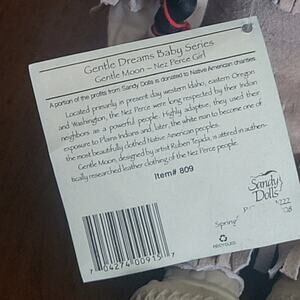 Gentle Dreams Baby Series
Gentle Moon – Nez Perce Girl
A portion of the profits from Sandy Dolls is donated to Native American charities
Located primarily in present day western Idaho, eastern Oregon
and Washington, the Nez Perce were long respected by their Indian
neighbors as a powerful people. Highly adaptive, they used their
exposure to Plains Indians and later, the white man to become one of
the most beautifully clothed Native American peoples.
Gentle Moon, designed by artist Ruben Tejada, is attired in authen-
tically researched leather clothing of the Nez Perce people.
Item# 809
Sandy
Dolls
Spring
RECYCLED
7 04274 00915 7